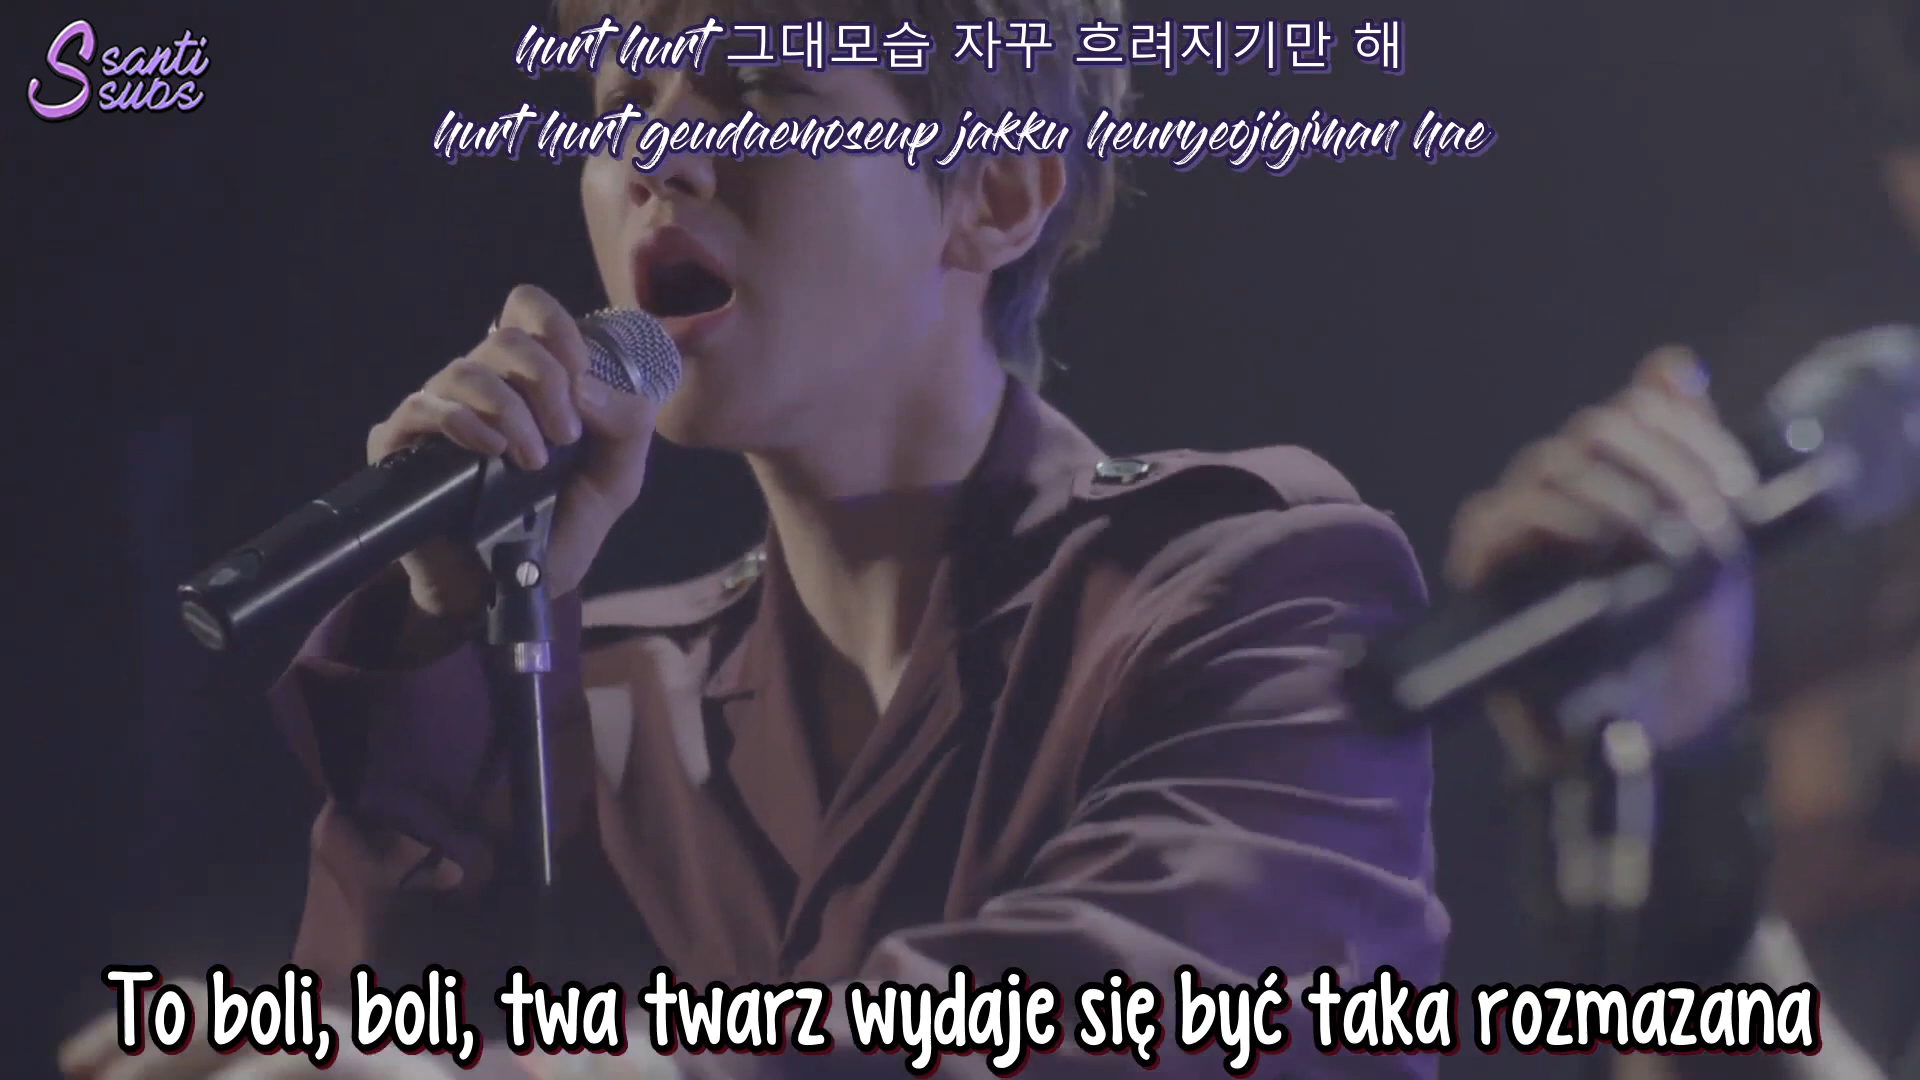 Ssanti
subs
hurt hurt 그대모습 자꾸 흐려지기만 해
hurt hurt geudaemoseup jakku heuryeojigiman hae
To boli, boli, twa twarz wydaje się być taka rozmazana